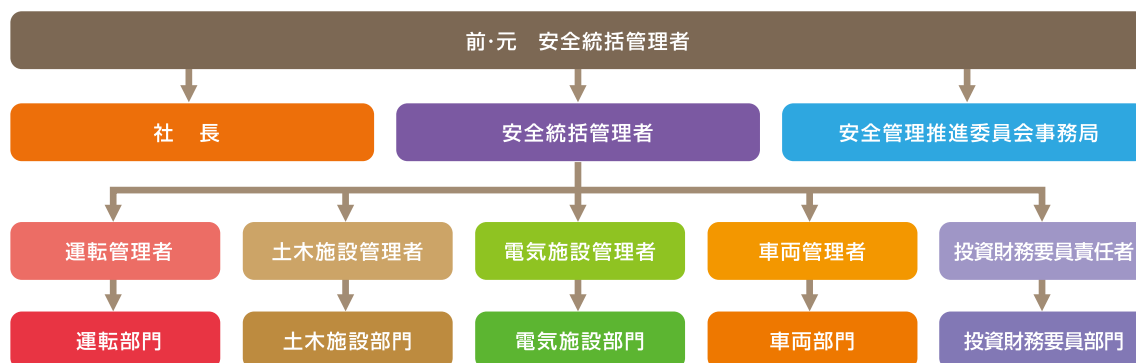 前・元　安全統括管理者
社　長
安全統括管理者
安全管理推進委員会事務局
運転管理者
土木施設管理者
電気施設管理者
車両管理者
投資財務要員責任者
運転部門
土木施設部門
電気施設部門
車両部門
投資財務要員部門